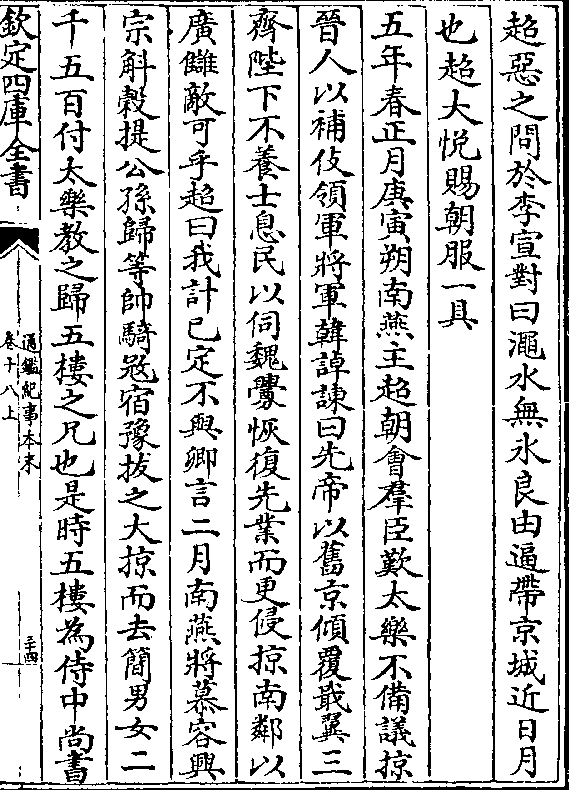 超惡之問於李宣對曰澠水無氷良由逼帶京城近日月
也超大悅賜朝服一具
五年春正月庚寅朔南燕主超朝會羣臣歎太樂不備議掠
晉人以補伎領軍將軍韓𧨳諫曰先帝以舊京傾覆戢翼三
齊陛下不養士息民以伺魏釁恢復先業而更侵掠南鄰以
廣讎敵可乎超曰我計已定不與卿言二月南燕將慕容興
宗斛穀提公孫歸等帥騎㓂宿豫拔之大掠而去簡男女二
千五百付太樂教之歸五樓之兄也是時五樓為侍中尚書
欽定四庫全書
通鑑紀事本末
卷十八上
三十四